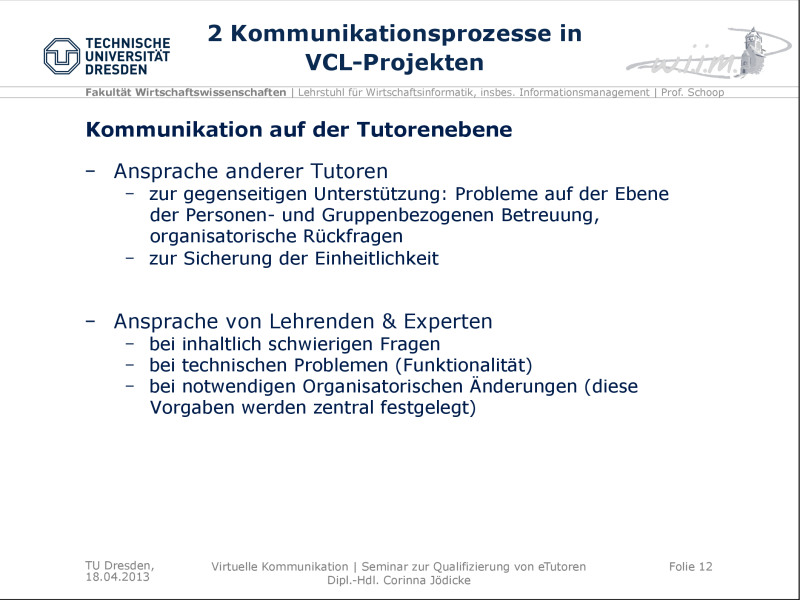 2 Kommunikationsprozesse in
VCL-Projekten
TECHNISCHE
UNIVERSITÄT
DRESDEN
w.i.i.m.
Fakultät Wirtschaftswissenschaften | Lehrstuhl für Wirtschaftsinformatik, insbes. Informationsmanagement | Prof. Schoop
Kommunikation auf der Tutorenebene
– Ansprache anderer Tutoren
– zur gegenseitigen Unterstützung: Probleme auf der Ebene
der Personen- und Gruppenbezogenen Betreuung,
organisatorische Rückfragen
– zur Sicherung der Einheitlichkeit
– Ansprache von Lehrenden & Experten
– bei inhaltlich schwierigen Fragen
– bei technischen Problemen (Funktionalität)
– bei notwendigen Organisatorischen Änderungen (diese
Vorgaben werden zentral festgelegt)
TU Dresden,
18.04.2013
Virtuelle Kommunikation | Seminar zur Qualifizierung von eTutoren
Dipl.-Hdl. Corinna Jödicke
Folie 12